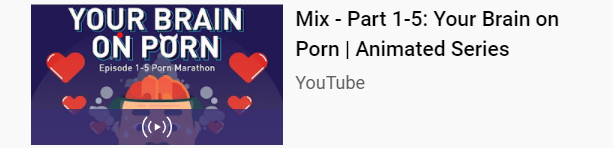 YOUR BRAIN
ON PORN
Episode 1-5 Porn Marathon
Mix - Part 1-5: Your Brain on
Porn | Animated Series
YouTube